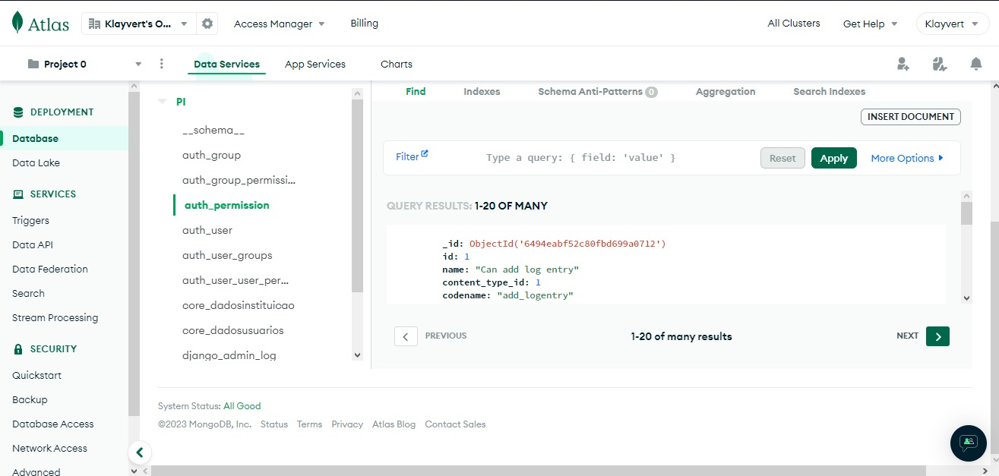 Atlas
Klayvert's O...
Access Manager
Billing
All Clusters
Get Help
Klayvert
Project 0
Data Services
App Services
Charts
DEPLOYMENT
Database
Data Lake
SERVICES
Triggers
Data API
Data Federation
Search
Stream Processing
SECURITY
Quickstart
Backup
Database Access
Network Access
Advanced
PI
__schema__
auth_group
auth_group_permissi...
auth_permission
auth_user
auth_user_groups
auth_user_user_per...
core_dadosinstituicao
core_dadosusuarios
django_admin_log
Find
Indexes
Schema Anti-Patterns 0
Aggregation
Search Indexes
INSERT DOCUMENT
Filter
Type a query: { field: 'value' }
Reset
Apply
More Options
QUERY RESULTS: 1-20 OF MANY
_id: ObjectId('6494eabf52c80fbd699a0712')
id: 1
name: "Can add log entry"
content_type_id: 1
codename: "add_logentry"
PREVIOUS
1-20 of many results
NEXT
System Status: All Good
©2023 MongoDB, Inc.
Status
Terms
Privacy
Atlas Blog
Contact Sales